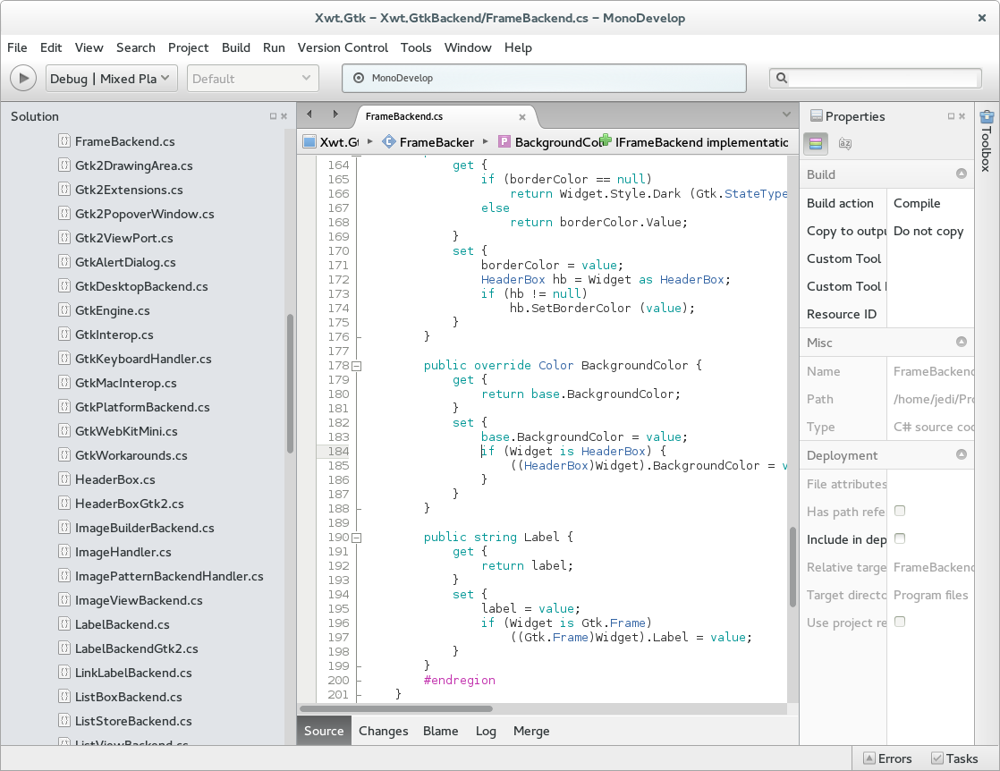 Xwt.Gtk – Xwt.GtkBackend/FrameBackend.cs – MonoDevelop
File Edit View Search Project Build Run Version Control Tools Window Help
Debug | Mixed Pla Default MonoDevelop
Solution
FrameBackend.cs
Gtk2DrawingArea.cs
Gtk2Extensions.cs
Gtk2PopoverWindow.cs
Gtk2ViewPort.cs
GtkAlertDialog.cs
GtkDesktopBackend.cs
GtkEngine.cs
GtkInterop.cs
GtkKeyboardHandler.cs
GtkMacInterop.cs
GtkPlatformBackend.cs
GtkWebKitMini.cs
GtkWorkarounds.cs
HeaderBox.cs
HeaderBoxGtk2.cs
ImageBuilderBackend.cs
ImageHandler.cs
ImagePatternBackendHandler.cs
ImageViewBackend.cs
LabelBackend.cs
LabelBackendGtk2.cs
LinkLabelBackend.cs
ListBoxBackend.cs
ListStoreBackend.cs
ListViewBackend.cs
FrameBackend.cs
Xwt.Gt FrameBacker BackgroundCol IFrameBackend implementatio
164 get {
165 if (borderColor == null)
166 return Widget.Style.Dark (Gtk.StateType
167 else
168 return borderColor.Value;
169 }
170 set {
171 borderColor = value;
172 HeaderBox hb = Widget as HeaderBox;
173 if (hb != null)
174 hb.SetBorderColor (value);
175 }
176 }
177
178 public override Color BackgroundColor {
179 get {
180 return base.BackgroundColor;
181 }
182 set {
183 base.BackgroundColor = value;
184 if (Widget is HeaderBox) {
185 ((HeaderBox)Widget).BackgroundColor = v
186 }
187 }
188 }
189
190 public string Label {
191 get {
192 return label;
193 }
194 set {
195 label = value;
196 if (Widget is Gtk.Frame)
197 ((Gtk.Frame)Widget).Label = value;
198 }
199 }
200 #endregion
201 }
Source Changes Blame Log Merge
Properties
az
Build
Build action Compile
Copy to outpu Do not copy
Custom Tool
Custom Tool
Resource ID
Misc
Name FrameBackend
Path /home/jedi/Pro
Type C# source cod
Deployment
File attributes
Has path refe
Include in dep
Relative targe FrameBackend
Target directo Program files
Use project re
Toolbox
Errors Tasks